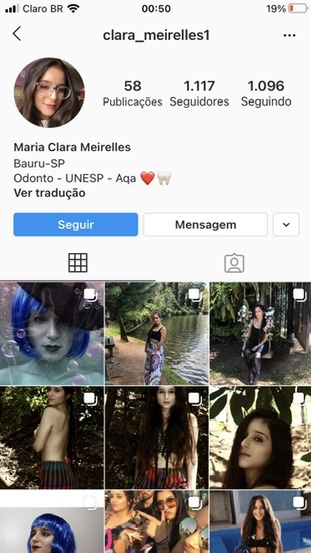 Claro BR 00:50 19%
clara_meirelles1
58 1.117 1.096
Publicações Seguidores Seguindo
Maria Clara Meirelles
Bauru-SP
Odonto - UNESP - Aqa ❤️🦷
Ver tradução
Seguir Mensagem